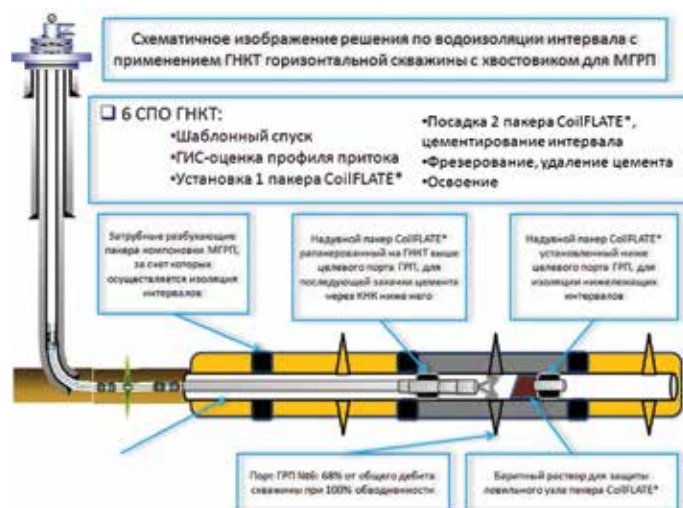 Схематичное изображение решения по водоизоляции интервала с
применением ГНКТ горизонтальной скважины с хвостовиком для МГРП
6 СПО ГНКТ:
•Шаблонный спуск
•ГИС-оценка профиля притока
•Установка 1 пакера CoilFLATE*
•Посадка 2 пакера CoilFLATE*,
цементирование интервала
•Фрезерование, удаление цемента
•Освоение
Затрубные разбухающие
пакера компоновки МГРП,
за счет которых
осуществляется изоляция
интервалов
Надувной пакер CoilFLATE*
распакерованный на ГНКТ выше
целевого порта ГРП, для
последующей закачки цемента
через КНК ниже него
Надувной пакер CoilFLATE*
установленный ниже
целевого порта ГРП, для
изоляции нижележащих
интервалов
Порт ГРП №6: 68% от общего дебита
скважины при 100% обводненности
Баритный раствор для защиты
ловильного узла пакера CoilFLATE*